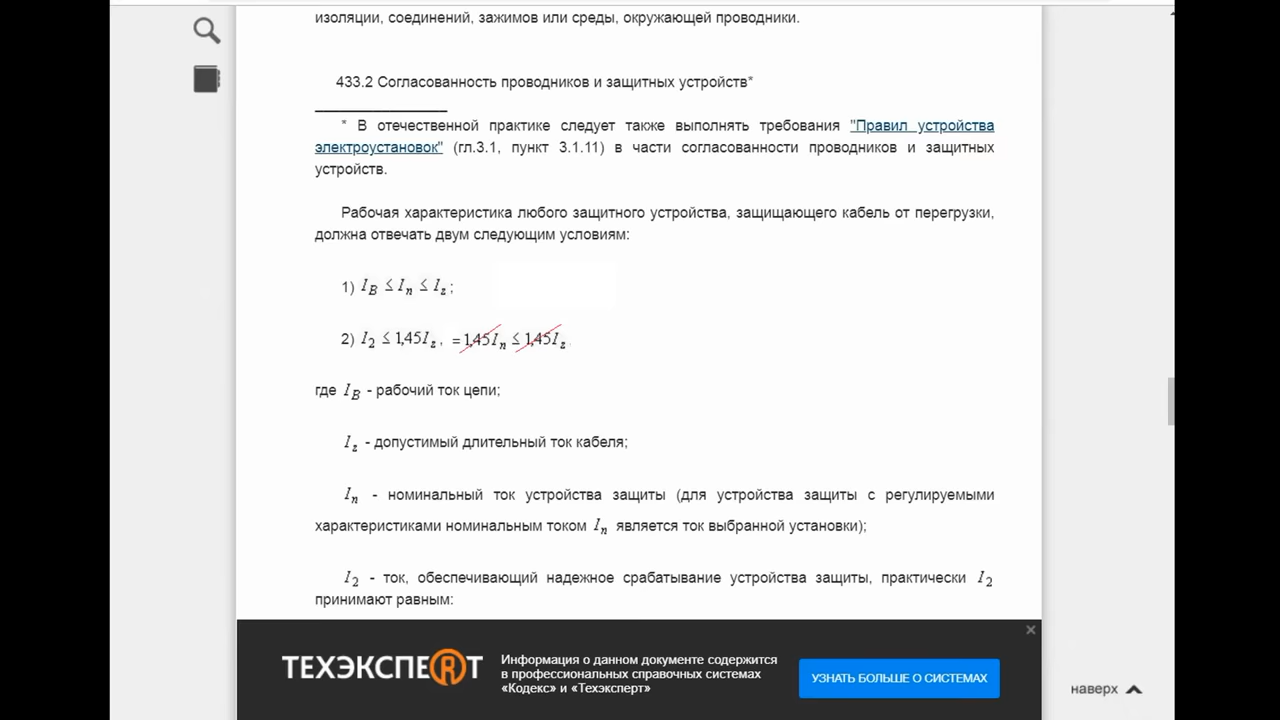 изоляции, соединений, зажимов или среды, окружающей проводники.
433.2 Согласованность проводников и защитных устройств*
* В отечественной практике следует также выполнять требования "Правил устройства
электроустановок" (гл.3.1, пункт 3.1.11) в части согласованности проводников и защитных
устройств.
Рабочая характеристика любого защитного устройства, защищающего кабель от перегрузки,
должна отвечать двум следующим условиям:
1) I_B ≤ I_n ≤ I_z ;
2) I_2 ≤ 1,45I_z , = 1,45I_n ≤ 1,45I_z
где I_B - рабочий ток цепи;
I_z - допустимый длительный ток кабеля;
I_n - номинальный ток устройства защиты (для устройства защиты с регулируемыми
характеристиками номинальным током I_n является ток выбранной установки);
I_2 - ток, обеспечивающий надежное срабатывание устройства защиты, практически I_2
принимают равным:
ТЕХЭКСПЕRТ
Информация о данном документе содержится
в профессиональных справочных системах
«Кодекс» и «Техэксперт»
УЗНАТЬ БОЛЬШЕ О СИСТЕМАХ
наверх